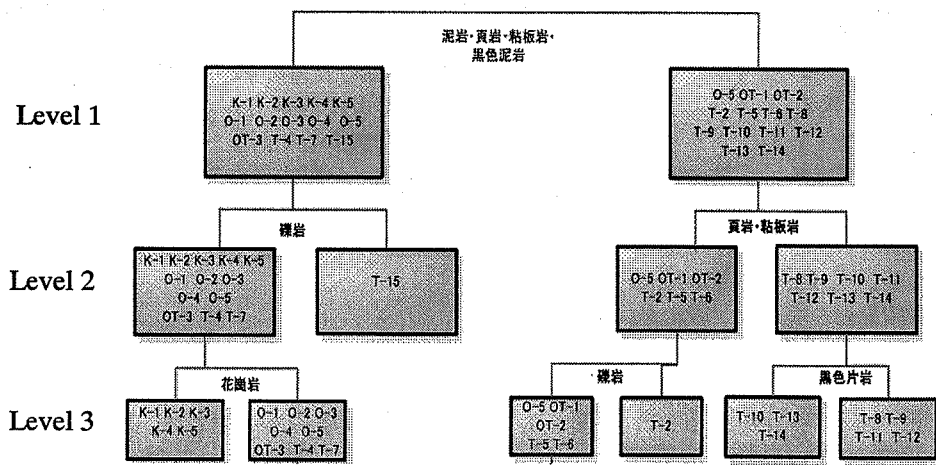 泥岩・頁岩・粘板岩・
黒色泥岩
Level 1
K-1 K-2 K-3 K-4 K-5
O-1 O-2 O-3 O-4 O-5
OT-3 T-4 T-7 T-15
O-5 OT-1 OT-2
T-2 T-5 T-6 T-8
T-9 T-10 T-11 T-12
T-13 T-14
礫岩
頁岩・粘板岩
Level 2
K-1 K-2 K-3 K-4 K-5
O-1 O-2 O-3
O-4 O-5
OT-3 T-4 T-7
T-15
O-5 OT-1 OT-2
T-2 T-5 T-6
T-8 T-9 T-10 T-11
T-12 T-13 T-14
花崗岩
礫岩
黒色片岩
Level 3
K-1 K-2 K-3
K-4 K-5
O-1 O-2 O-3
O-4 O-5
OT-3 T-4 T-7
O-5 OT-1
OT-2
T-5 T-6
T-2
T-10 T-13
T-14
T-8 T-9
T-11 T-12